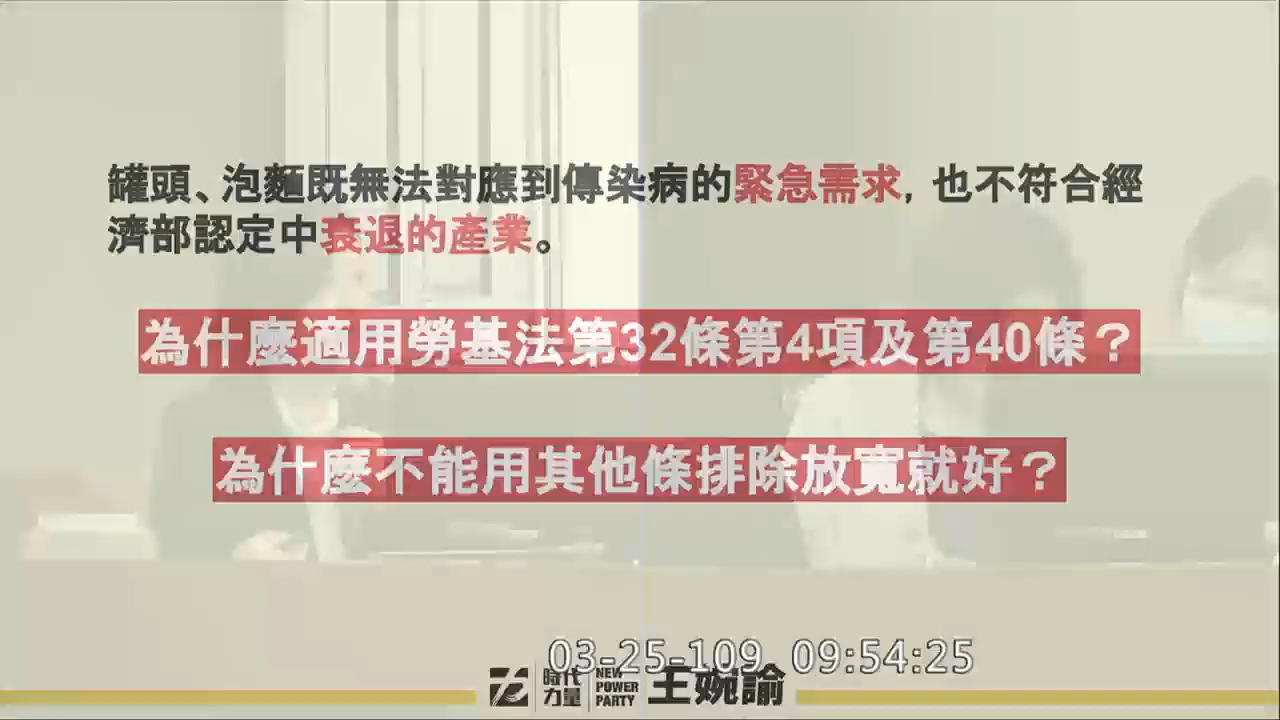 罐頭、泡麵既無法對應到傳染病的緊急需求，也不符合經
濟部認定中衰退的產業。
為什麼適用勞基法第32條第4項及第40條？
為什麼不能用其他條排除放寬就好？
03-25-109 09:54:25
時代
力量
NEW
POWER
PARTY
王婉諭